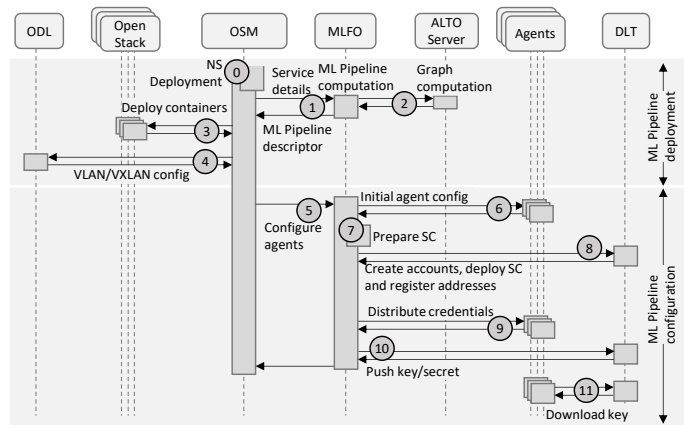 ODL
Open
Stack
OSM
MLFO
ALTO
Server
Agents
DLT
NS
Deployment
0
Service
details
ML Pipeline
computation
Graph
computation
1
2
Deploy containers
3
ML Pipeline
descriptor
4
VLAN/VXLAN config
ML Pipeline
deployment
Initial agent config
5
6
Configure
agents
7
Prepare SC
8
Create accounts, deploy SC
and register addresses
Distribute credentials
9
10
Push key/secret
11
Download key
ML Pipeline
configuration